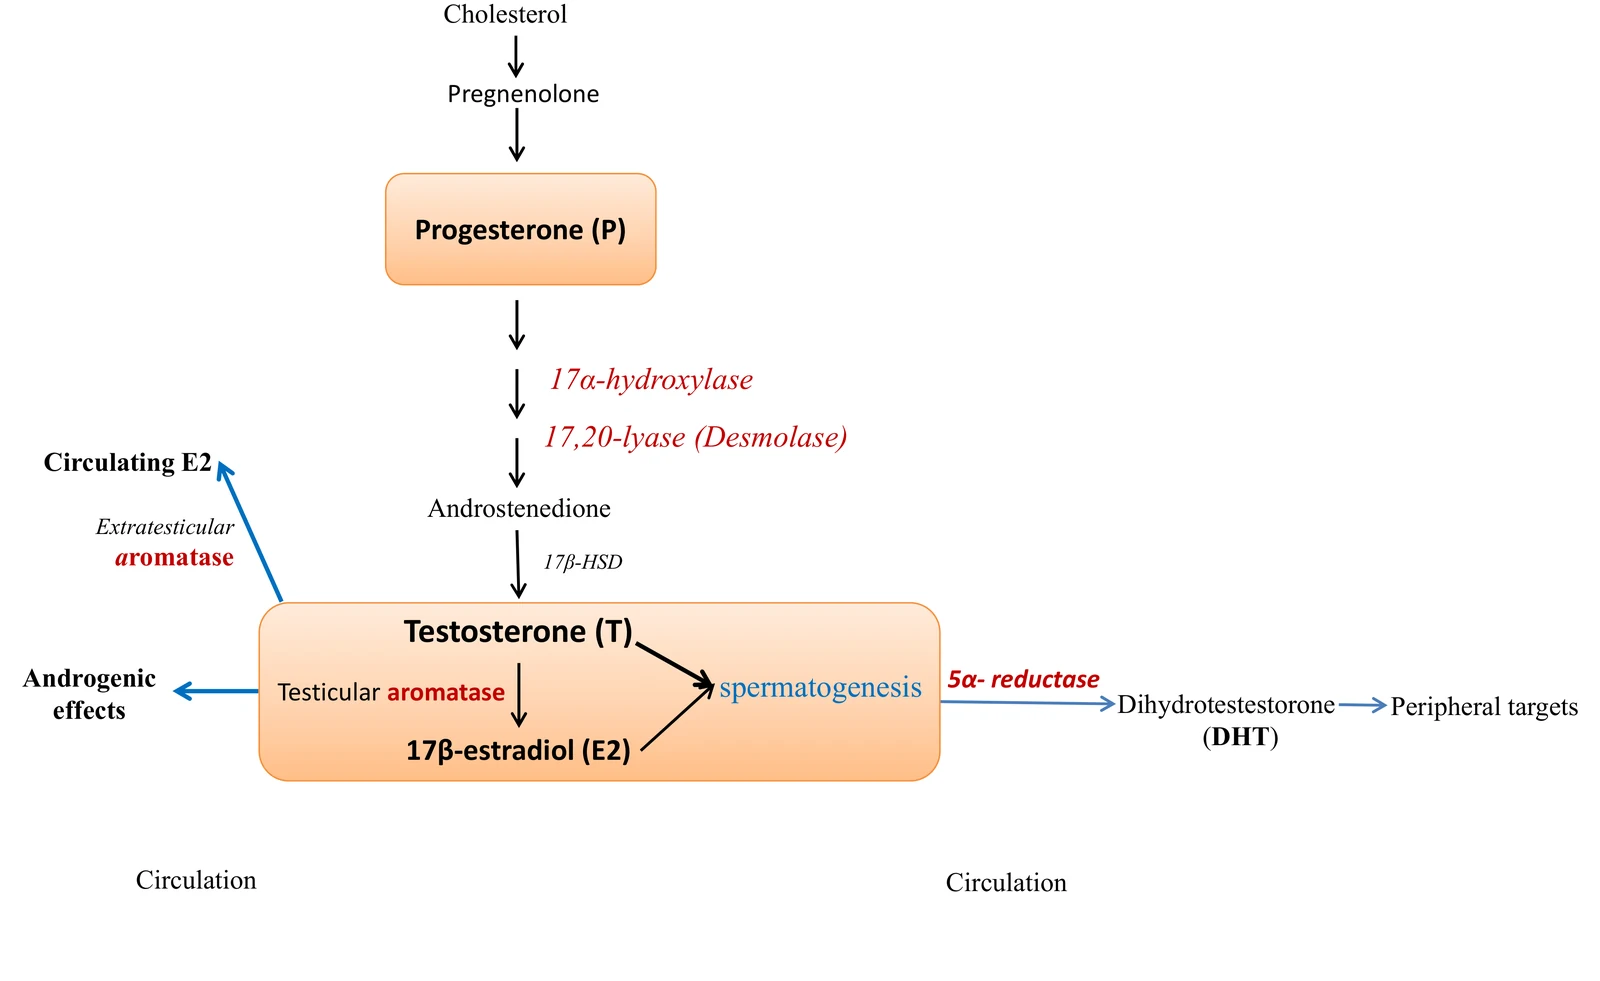 Cholesterol
Pregnenolone
Progesterone (P)
17α-hydroxylase
17,20-lyase (Desmolase)
Circulating E2
Androstenedione
Extratesticular
aromatase
17β-HSD
Testosterone (T)
Androgenic
effects
Testicular aromatase
spermatogenesis
5α- reductase
Dihydrotestestorone
(DHT)
Peripheral targets
17β-estradiol (E2)
Circulation
Circulation